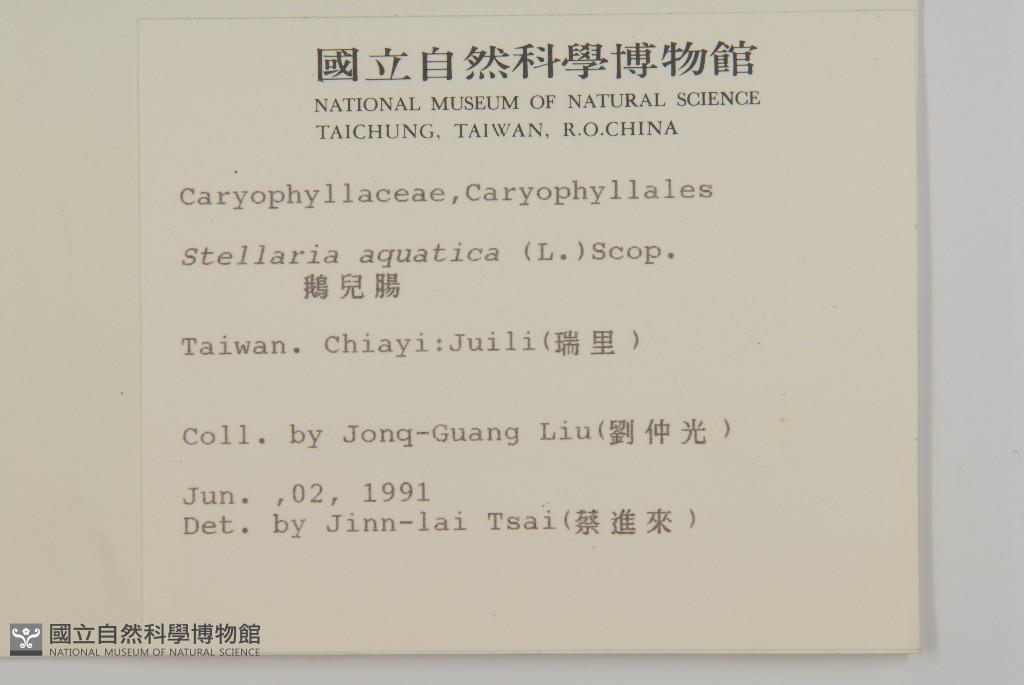 國立自然科學博物館
NATIONAL MUSEUM OF NATURAL SCIENCE
TAICHUNG, TAIWAN, R.O.CHINA
Caryophyllaceae,Caryophyllales
Stellaria aquatica (L.)Scop.
鵝兒腸
Taiwan. Chiayi:Juili(瑞里)
Coll. by Jonq-Guang Liu(劉仲光)
Jun. ,02, 1991
Det. by Jinn-lai Tsai(蔡進來)
國立自然科學博物館
NATIONAL MUSEUM OF NATURAL SCIENCE